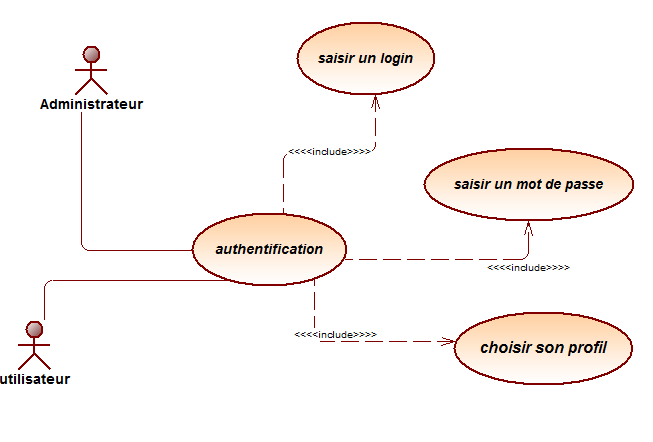 saisir un login
Administrateur
<<<<include>>>>
saisir un mot de passe
authentification
<<<<include>>>>
<<<<include>>>>
choisir son profil
utilisateur